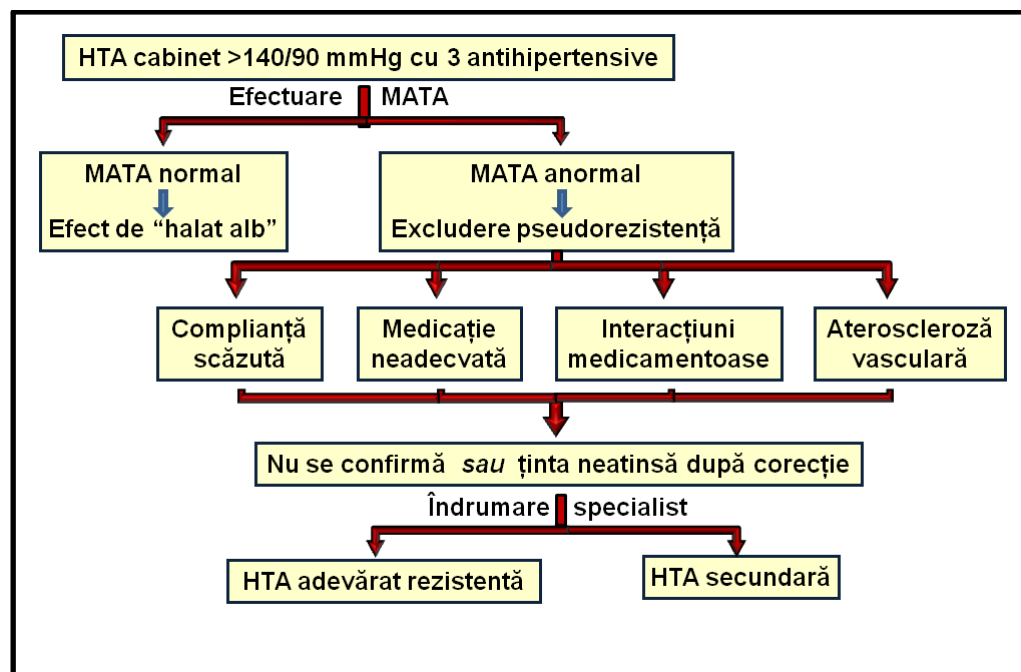 HTA cabinet >140/90 mmHg cu 3 antihipertensive
Efectuare MATA
MATA normal
Efect de “halat alb”
MATA anormal
Excludere pseudorezistență
Complianță
scăzută
Medicație
neadecvată
Interacțiuni
medicamentoase
Ateroscleroză
vasculară
Nu se confirmă sau ținta neatinsă după corecție
Îndrumare specialist
HTA adevărat rezistentă
HTA secundară